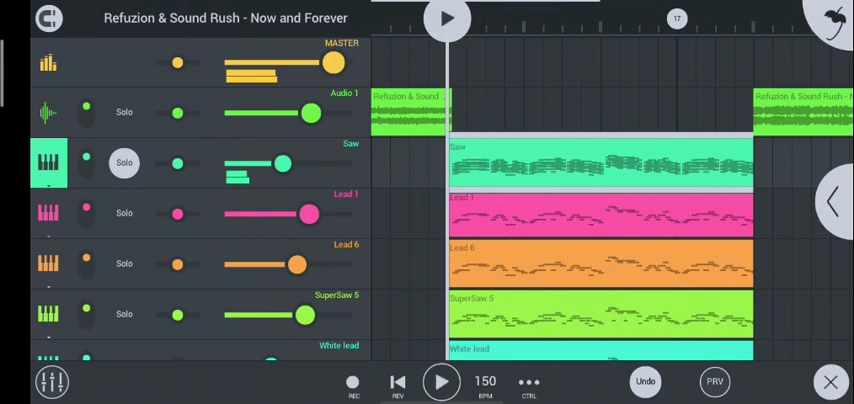 Refuzion & Sound Rush - Now and Forever
17
MASTER
Audio 1
Solo
Refuzion & Sound ...
Refuzion & Sound Rush - N
Saw
Solo
Saw
Lead 1
Solo
Lead 1
Lead 6
Solo
Lead 6
SuperSaw 5
Solo
SuperSaw 5
White lead
White lead
REC
REV
150
BPM
CTRL
Undo
PRV